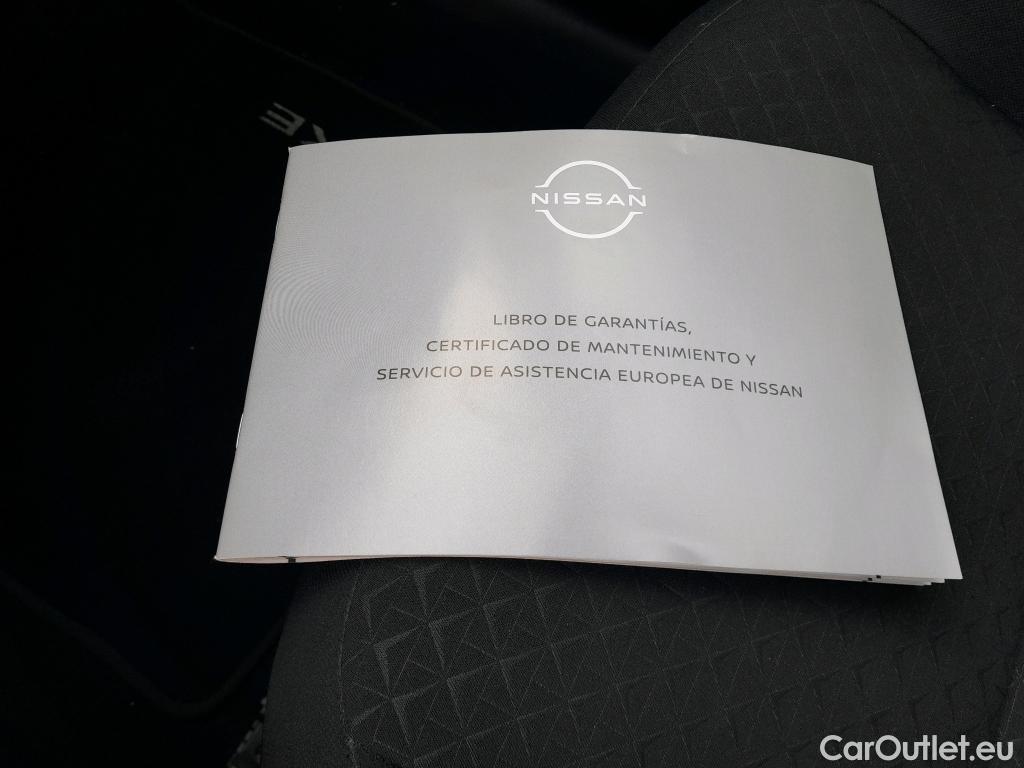 NISSAN
LIBRO DE GARANTÍAS,
CERTIFICADO DE MANTENIMIENTO Y
SERVICIO DE ASISTENCIA EUROPEA DE NISSAN
CarOutlet.eu